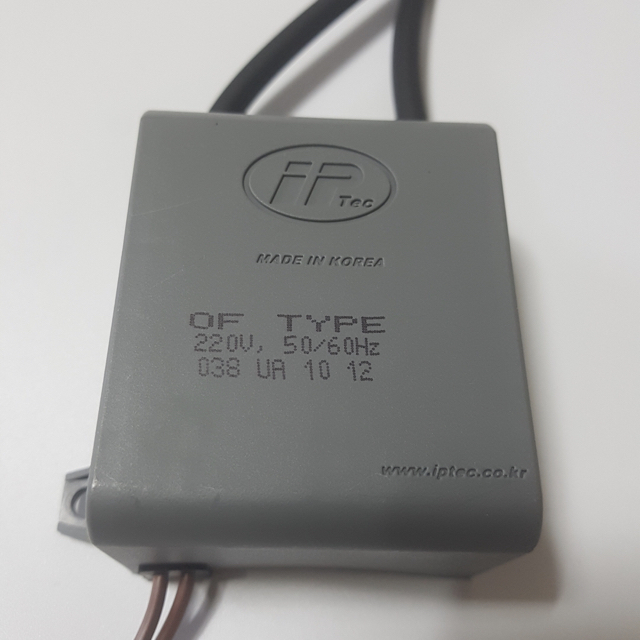 iP Tec
MADE IN KOREA
OF TYPE
220V, 50/60Hz
038 UA 10 12
www.iptec.co.kr